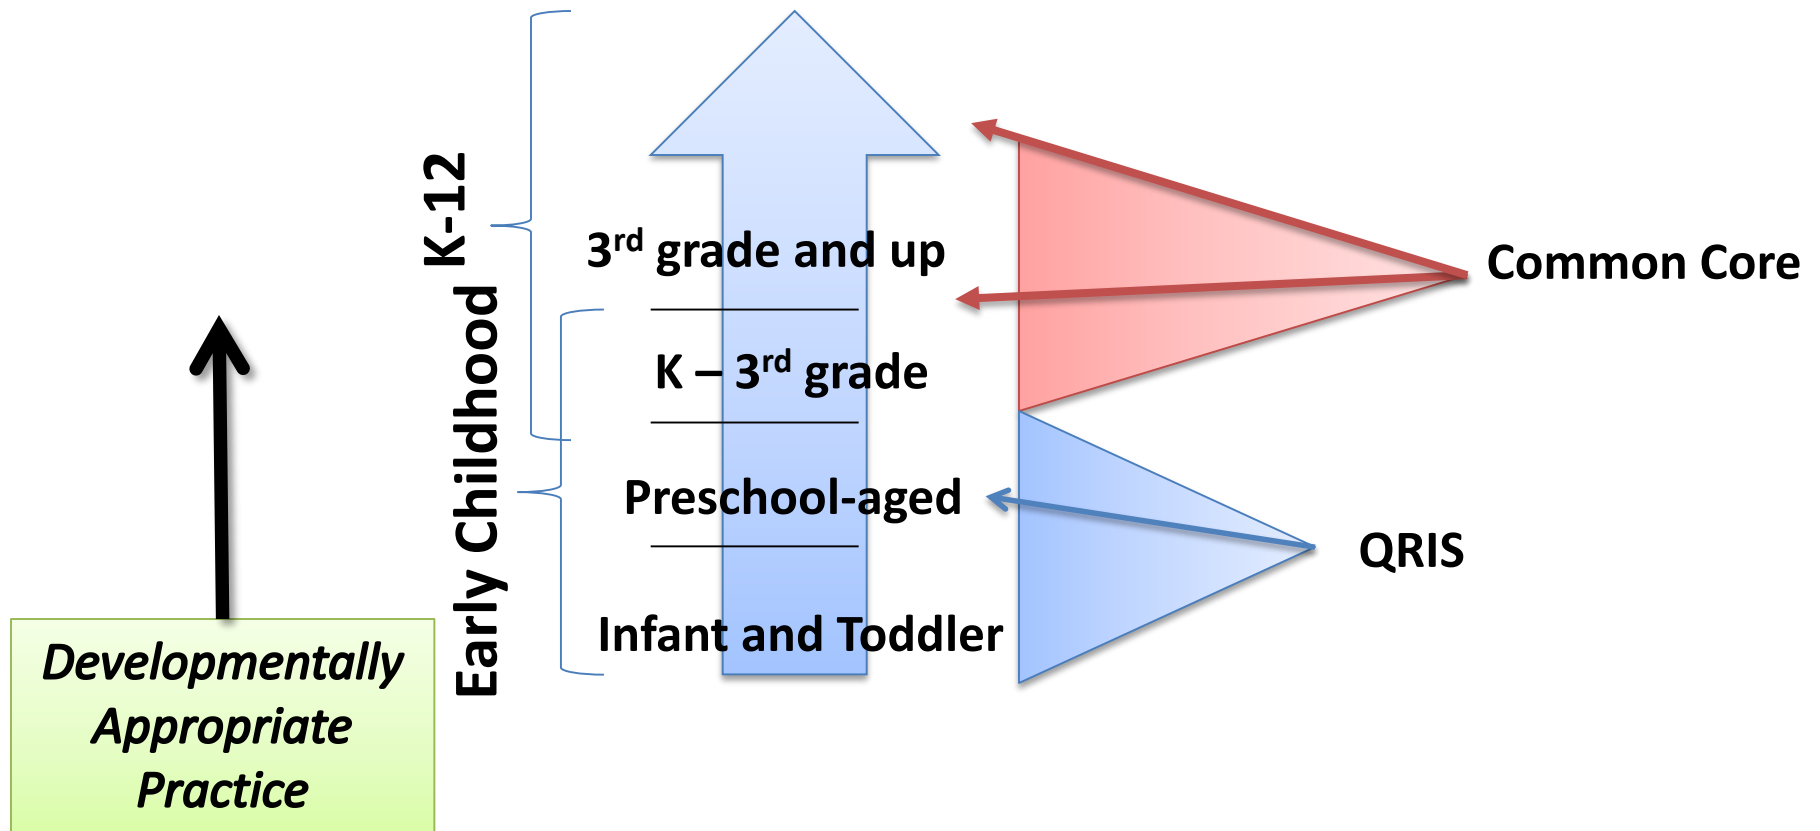 K-12
Early Childhood
3rd grade and up
K – 3rd grade
Preschool-aged
Infant and Toddler
Common Core
QRIS
Developmentally
Appropriate
Practice